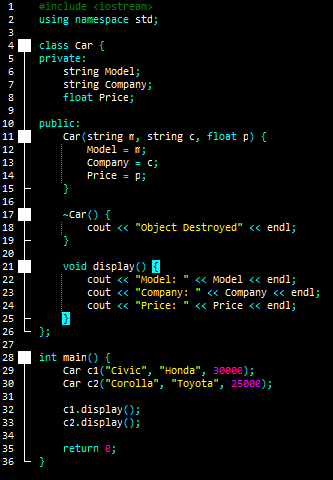 1 #include <iostream>
2 using namespace std;
3
4 class Car {
5 private:
6 string Model;
7 string Company;
8 float Price;
9
10 public:
11 Car(string m, string c, float p) {
12 Model = m;
13 Company = c;
14 Price = p;
15 }
16
17 ~Car() {
18 cout << "Object Destroyed" << endl;
19 }
20
21 void display() {
22 cout << "Model: " << Model << endl;
23 cout << "Company: " << Company << endl;
24 cout << "Price: " << Price << endl;
25 }
26 };
27
28 int main() {
29 Car c1("Civic", "Honda", 30000);
30 Car c2("Corolla", "Toyota", 25000);
31
32 c1.display();
33 c2.display();
34
35 return 0;
36 }